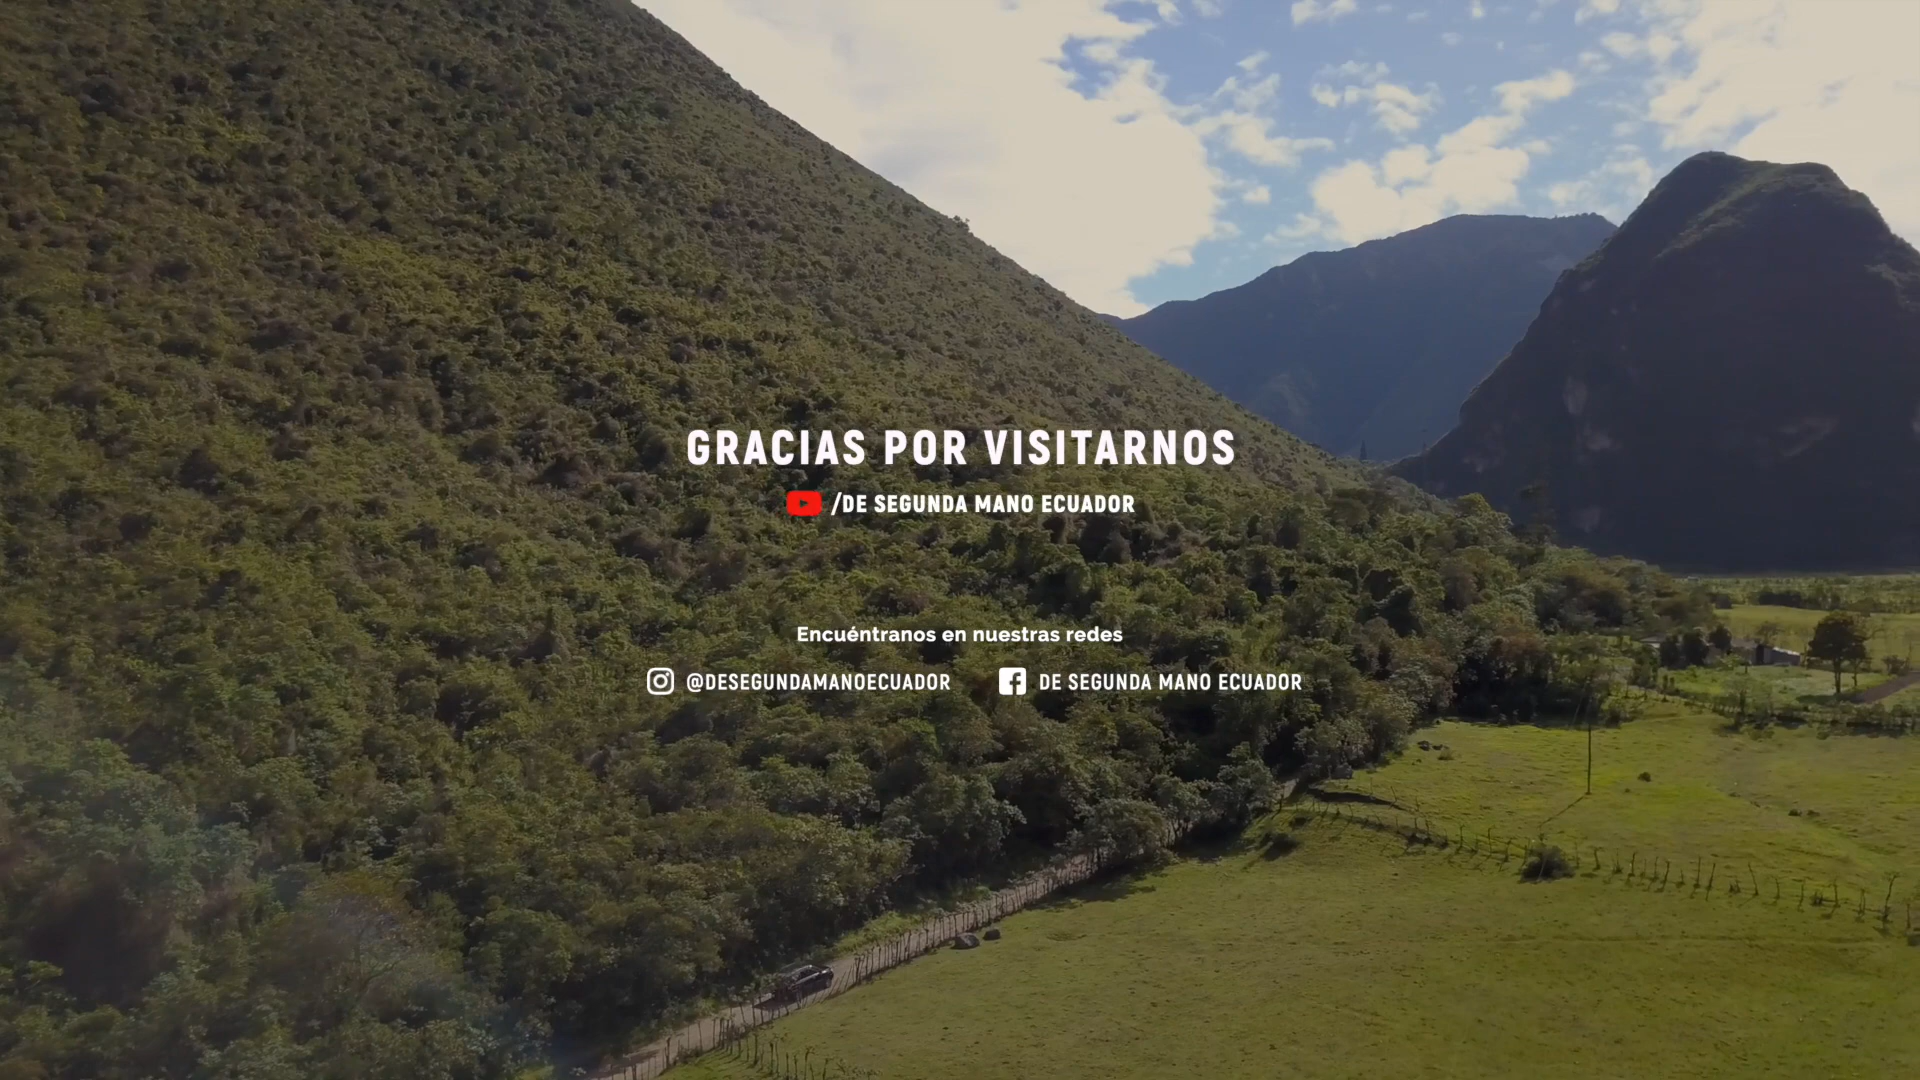 GRACIAS POR VISITARNOS
/DE SEGUNDA MANO ECUADOR
Encuéntranos en nuestras redes
@DESEGUNDAMANOECUADOR DE SEGUNDA MANO ECUADOR